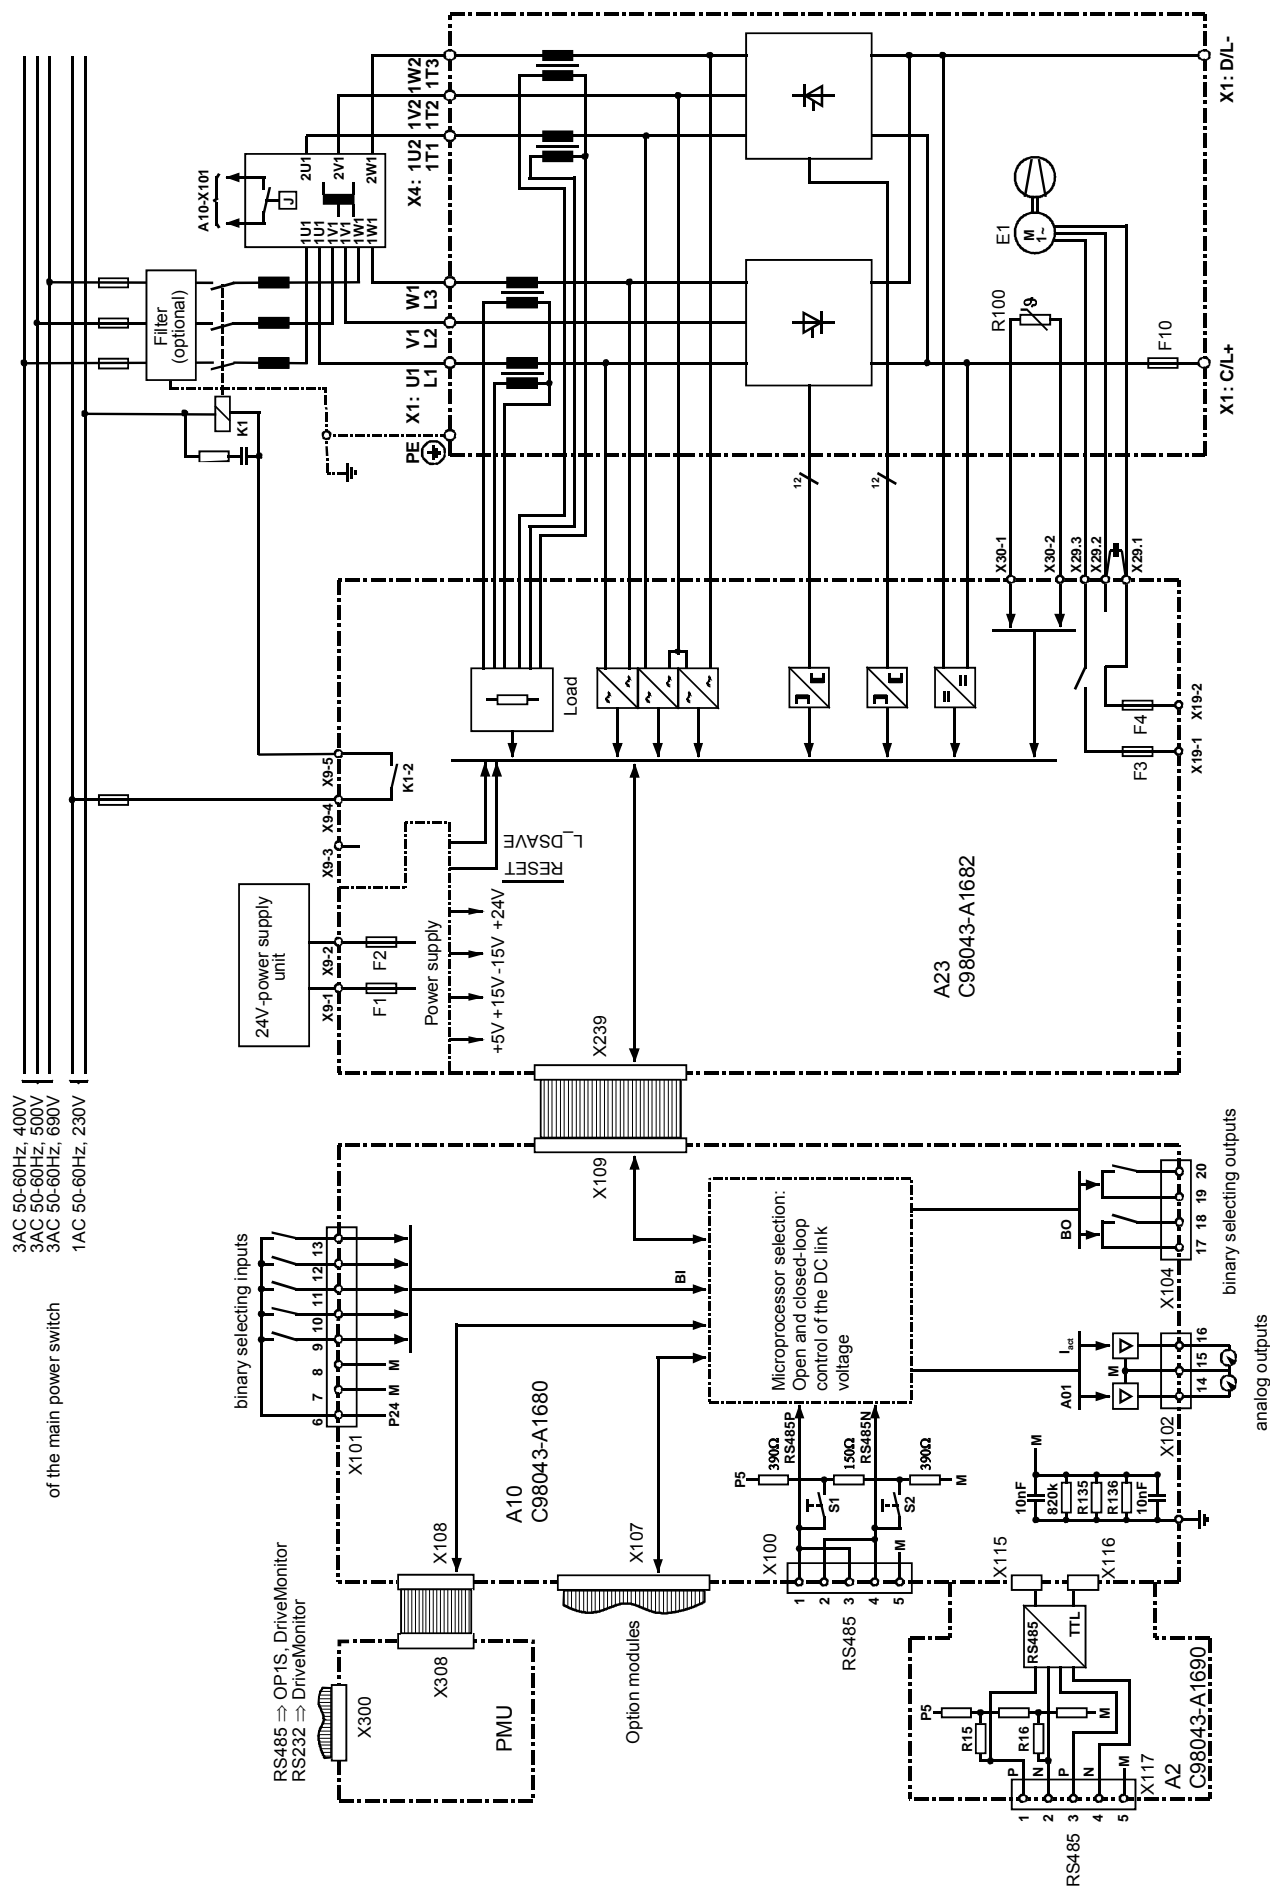 3AC 50-60Hz, 400V
3AC 50-60Hz, 500V
3AC 50-60Hz, 690V
1AC 50-60Hz, 230V
of the main power switch
A10-X101
J
1U1
1U1
1V1
1V1
1W1
1W1
2U1
2V1
2W1
Filter
(optional)
K1
PE
X1: U1 V1 W1
L1 L2 L3
X4: 1U2 1V2 1W2
1T1 1T2 1T3
X1: C/L+
X1: D/L-
F10
R100
ϑ
E1
M
1~
12
12
X30-1
X30-2
X29.3
X29.2
X29.1
Load
X9-5
X9-4
X9-3
X9-2
X9-1
K1-2
24V-power supply
unit
F1
F2
Power supply
+5V +15V -15V +24V
RESET
L_DSAVE
F3
F4
X19-1
X19-2
A23
C98043-A1682
X239
X109
binary selecting inputs
6
7
8
9
10
11
12
13
X101
P24
M
M
BI
A10
C98043-A1680
Microprocessor selection:
Open and closed-loop
control of the DC link
voltage
BO
17
18
19
20
X104
binary selecting outputs
A01
M
Iact
14
15
16
X102
analog outputs
X108
X107
X308
X300
PMU
RS485 ⇒ OP1S, DriveMonitor
RS232 ⇒ DriveMonitor
Option modules
X100
1
2
3
4
5
RS485
M
S1
S2
P5
390Ω
RS485P
150Ω
RS485N
390Ω
M
M
10nF
820k
R135
R136
10nF
X115
X116
RS485
TTL
P5
R15
R16
M
P
N
P
N
M
1
2
3
4
5
X117
RS485
A2
C98043-A1690